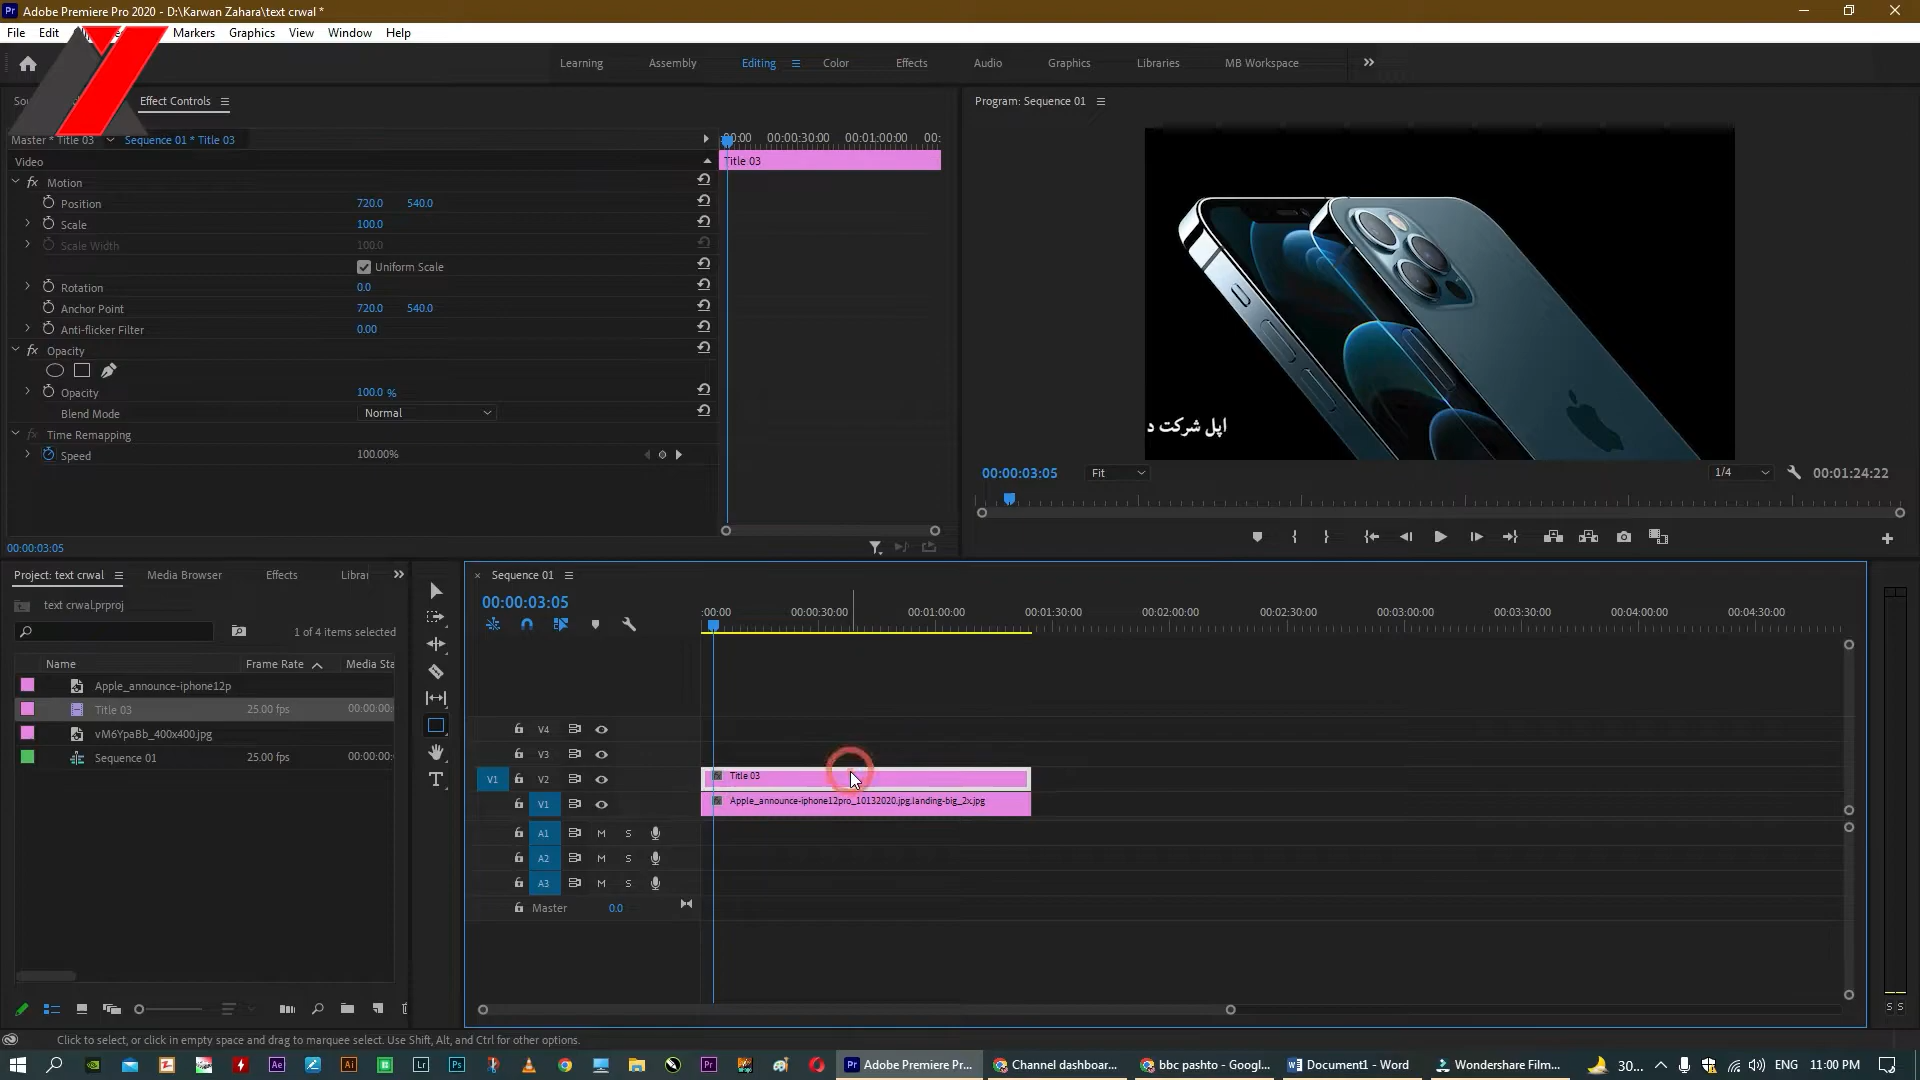 Adobe Premiere Pro 2020 - D:\Karwan Zahara\text crwal *
File Edit Markers Graphics View Window Help
Learning Assembly Editing Color Effects Audio Graphics Libraries MB Workspace
Effect Controls
Program: Sequence 01
Master * Title 03 Sequence 01 * Title 03
00:00:30:00 00:01:00:00
Video
Title 03
Motion
Position 720.0 540.0
Scale 100.0
Scale Width 100.0
Uniform Scale
Rotation 0.0
Anchor Point 720.0 540.0
Anti-flicker Filter 0.00
Opacity
Opacity 100.0 %
Blend Mode Normal
Time Remapping
Speed 100.00%
اپل شرکت د
00:00:03:05 Fit 1/4 00:01:24:22
00:00:03:05
Project: text crwal Media Browser Effects Librar
text crwal.prproj
1 of 4 items selected
Name Frame Rate Media Sta
Apple_announce-iphone12p
Title 03 25.00 fps 00:00:00:
vM6YpaBb_400x400.jpg
Sequence 01 25.00 fps 00:00:00:
Sequence 01
00:00:03:05
:00:00 00:00:30:00 00:01:00:00 00:01:30:00 00:02:00:00 00:02:30:00 00:03:00:00 00:03:30:00 00:04:00:00 00:04:30:00
V4
V3
V1 V2 Title 03
V1 Apple_announce-iphone12pro_10132020.jpg.landing-big_2x.jpg
A1 M S
A2 M S
A3 M S
Master 0.0
S S
Click to select, or click in empty space and drag to marquee select. Use Shift, Alt, and Ctrl for other options.
Adobe Premiere Pr... Channel dashboar... bbc pashto - Googl... Document1 - Word Wondershare Film... 30... ENG 11:00 PM